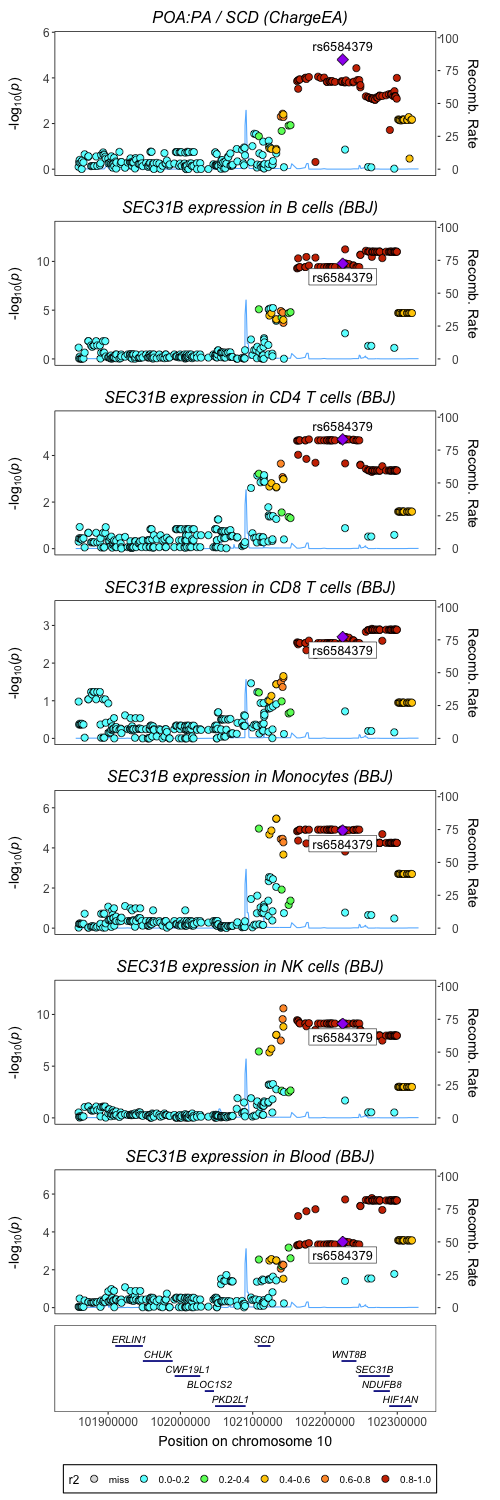 POA:PA / SCD (ChargeEA)
rs6584379
-log10(p)
Recomb. Rate
0 2 4 6
0 25 50 75 100
SEC31B expression in B cells (BBJ)
rs6584379
-log10(p)
Recomb. Rate
0 5 10
0 25 50 75 100
SEC31B expression in CD4 T cells (BBJ)
rs6584379
-log10(p)
Recomb. Rate
0 2 4
0 25 50 75 100
SEC31B expression in CD8 T cells (BBJ)
rs6584379
-log10(p)
Recomb. Rate
0 1 2 3
0 25 50 75 100
SEC31B expression in Monocytes (BBJ)
rs6584379
-log10(p)
Recomb. Rate
0 2 4 6
0 25 50 75 100
SEC31B expression in NK cells (BBJ)
rs6584379
-log10(p)
Recomb. Rate
0 5 10
0 25 50 75 100
SEC31B expression in Blood (BBJ)
rs6584379
-log10(p)
Recomb. Rate
0 2 4 6
0 25 50 75 100
ERLIN1 SCD
CHUK WNT8B
CWF19L1 SEC31B
BLOC1S2 NDUFB8
PKD2L1 HIF1AN
101900000 102000000 102100000 102200000 102300000
Position on chromosome 10
r2 miss 0.0-0.2 0.2-0.4 0.4-0.6 0.6-0.8 0.8-1.0